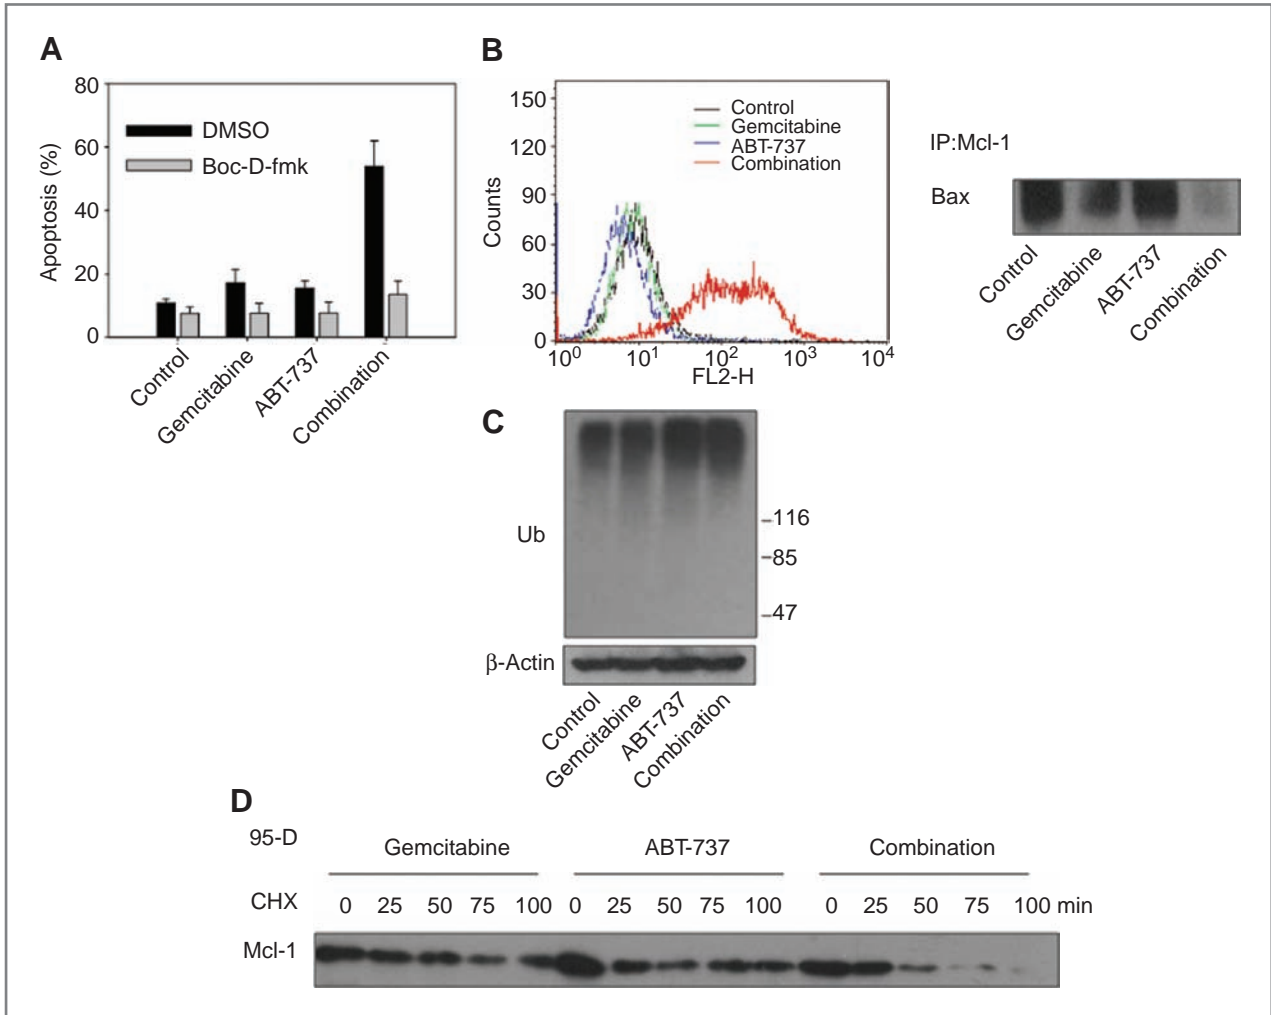 A
80
60
40
20
0
Apoptosis (%)
DMSO
Boc-D-fmk
Control
Gemcitabine
ABT-737
Combination
B
150
120
90
60
30
0
Counts
Control
Gemcitabine
ABT-737
Combination
10^0 10^1 10^2 10^3 10^4
FL2-H
IP:Mcl-1
Bax
Control
Gemcitabine
ABT-737
Combination
C
Ub
116
85
47
β-Actin
Control
Gemcitabine
ABT-737
Combination
D
95-D
Gemcitabine ABT-737 Combination
CHX 0 25 50 75 100 0 25 50 75 100 0 25 50 75 100 min
Mcl-1